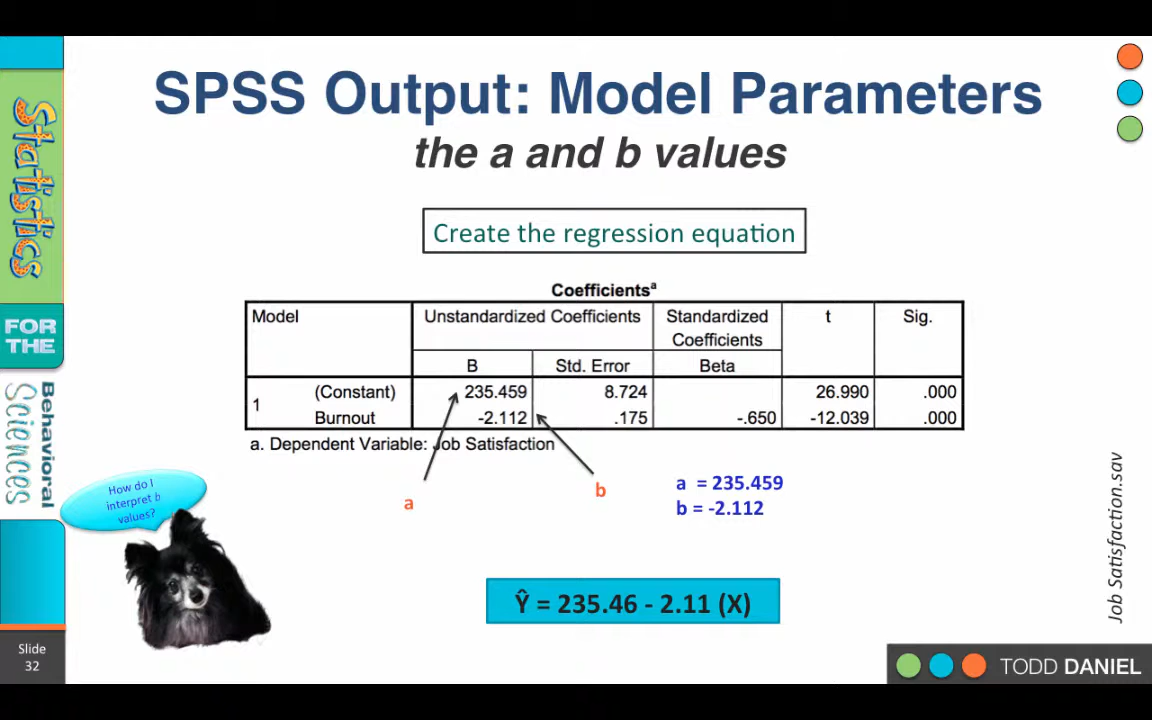 SPSS Output: Model Parameters
the a and b values
Create the regression equation
Coefficientsᵃ
Model Unstandardized Coefficients Standardized Coefficients t Sig.
B Std. Error Beta
1 (Constant) 235.459 8.724 26.990 .000
Burnout -2.112 .175 -.650 -12.039 .000
a. Dependent Variable: Job Satisfaction
a
b
a = 235.459
b = -2.112
Ŷ = 235.46 - 2.11 (X)
How do I
interpret b
values?
Statistics
FOR
THE
Behavioral
Sciences
Slide
32
Job Satisfaction.sav
TODD DANIEL